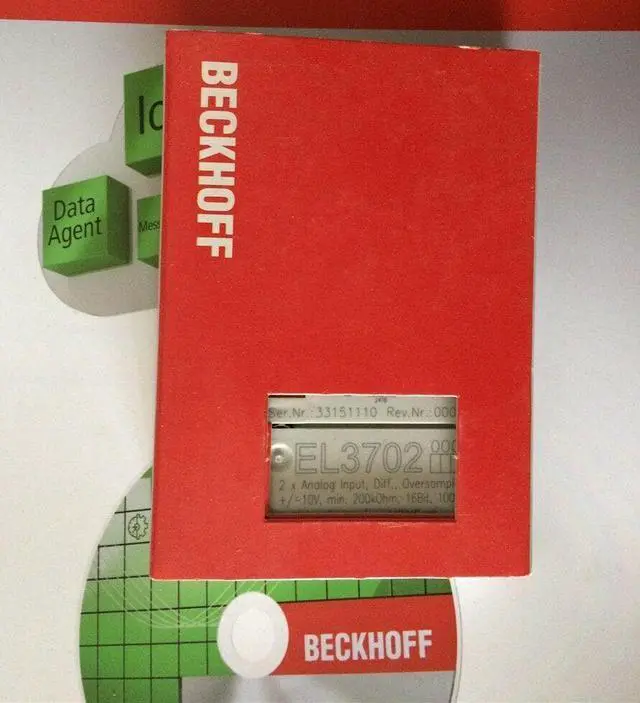 BECKHOFF
Data
Agent
Ser.Nr.:33151110 Rev.Nr.:000
EL3702
2 x Analog Input, Diff., Oversampl
+/-10V, min. 200kOhm, 16Bit, 100
BECKHOFF